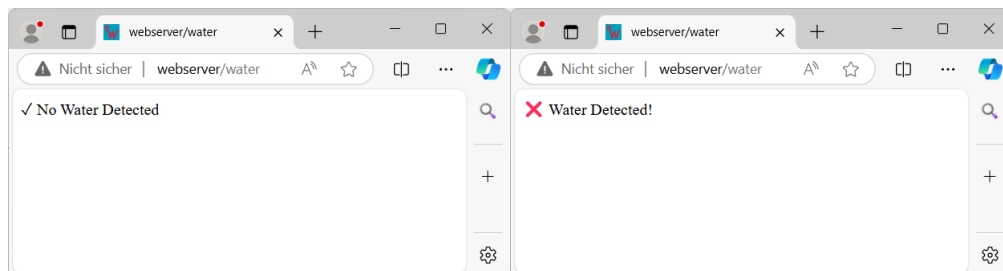 webserver/water
Nicht sicher | webserver/water
✓ No Water Detected
webserver/water
Nicht sicher | webserver/water
❌ Water Detected!